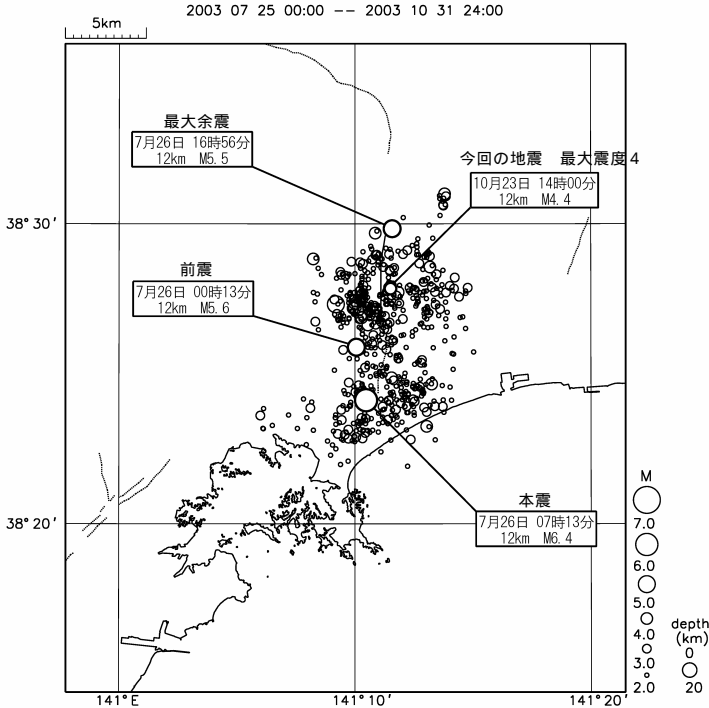 2003 07 25 00:00 -- 2003 10 31 24:00
5km
最大余震
7月26日 16時56分
12km M5.5
今回の地震 最大震度4
10月23日 14時00分
12km M4.4
38°30′
前震
7月26日 00時13分
12km M5.6
本震
7月26日 07時13分
12km M6.4
38°20′
M
7.0
6.0
5.0
4.0
3.0
2.0
depth
(km)
0
20
141°E
141°10′
141°20′